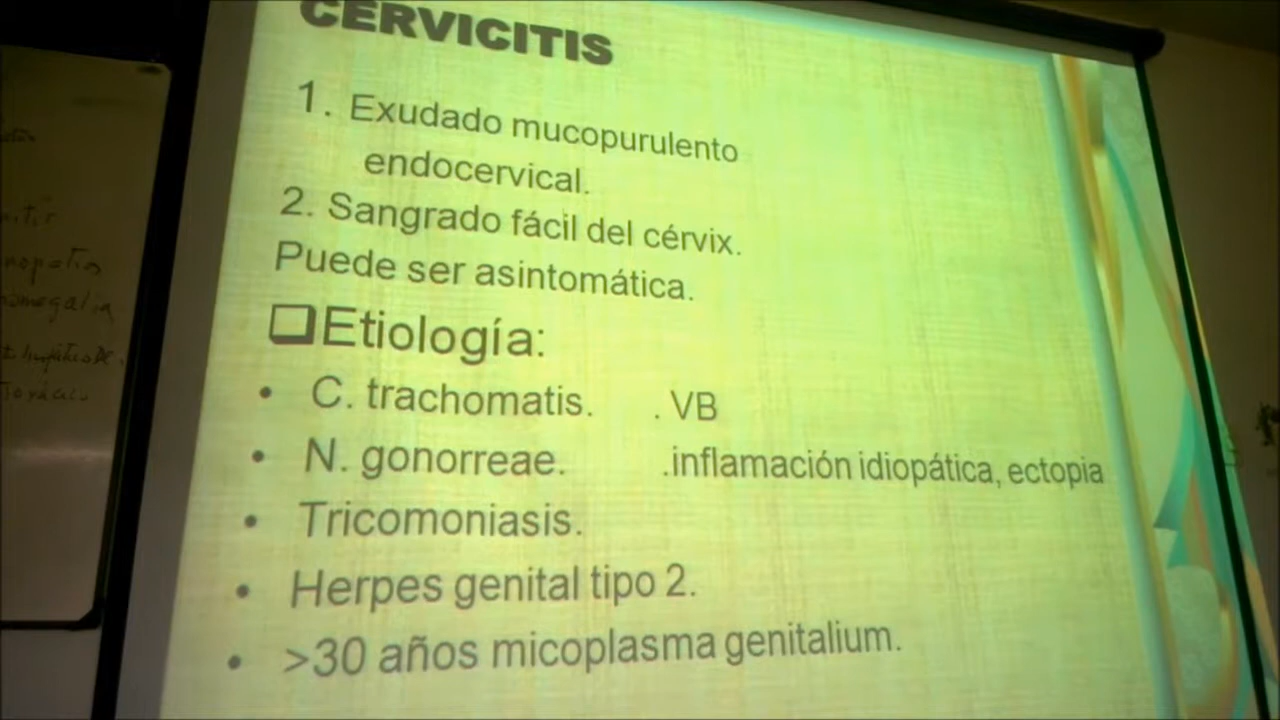 CERVICITIS
1. Exudado mucopurulento
endocervical.
2. Sangrado fácil del cérvix.
Puede ser asintomática.
Etiología:
• C. trachomatis. . VB
• N. gonorreae. .inflamación idiopática, ectopia
• Tricomoniasis.
• Herpes genital tipo 2.
• >30 años micoplasma genitalium.